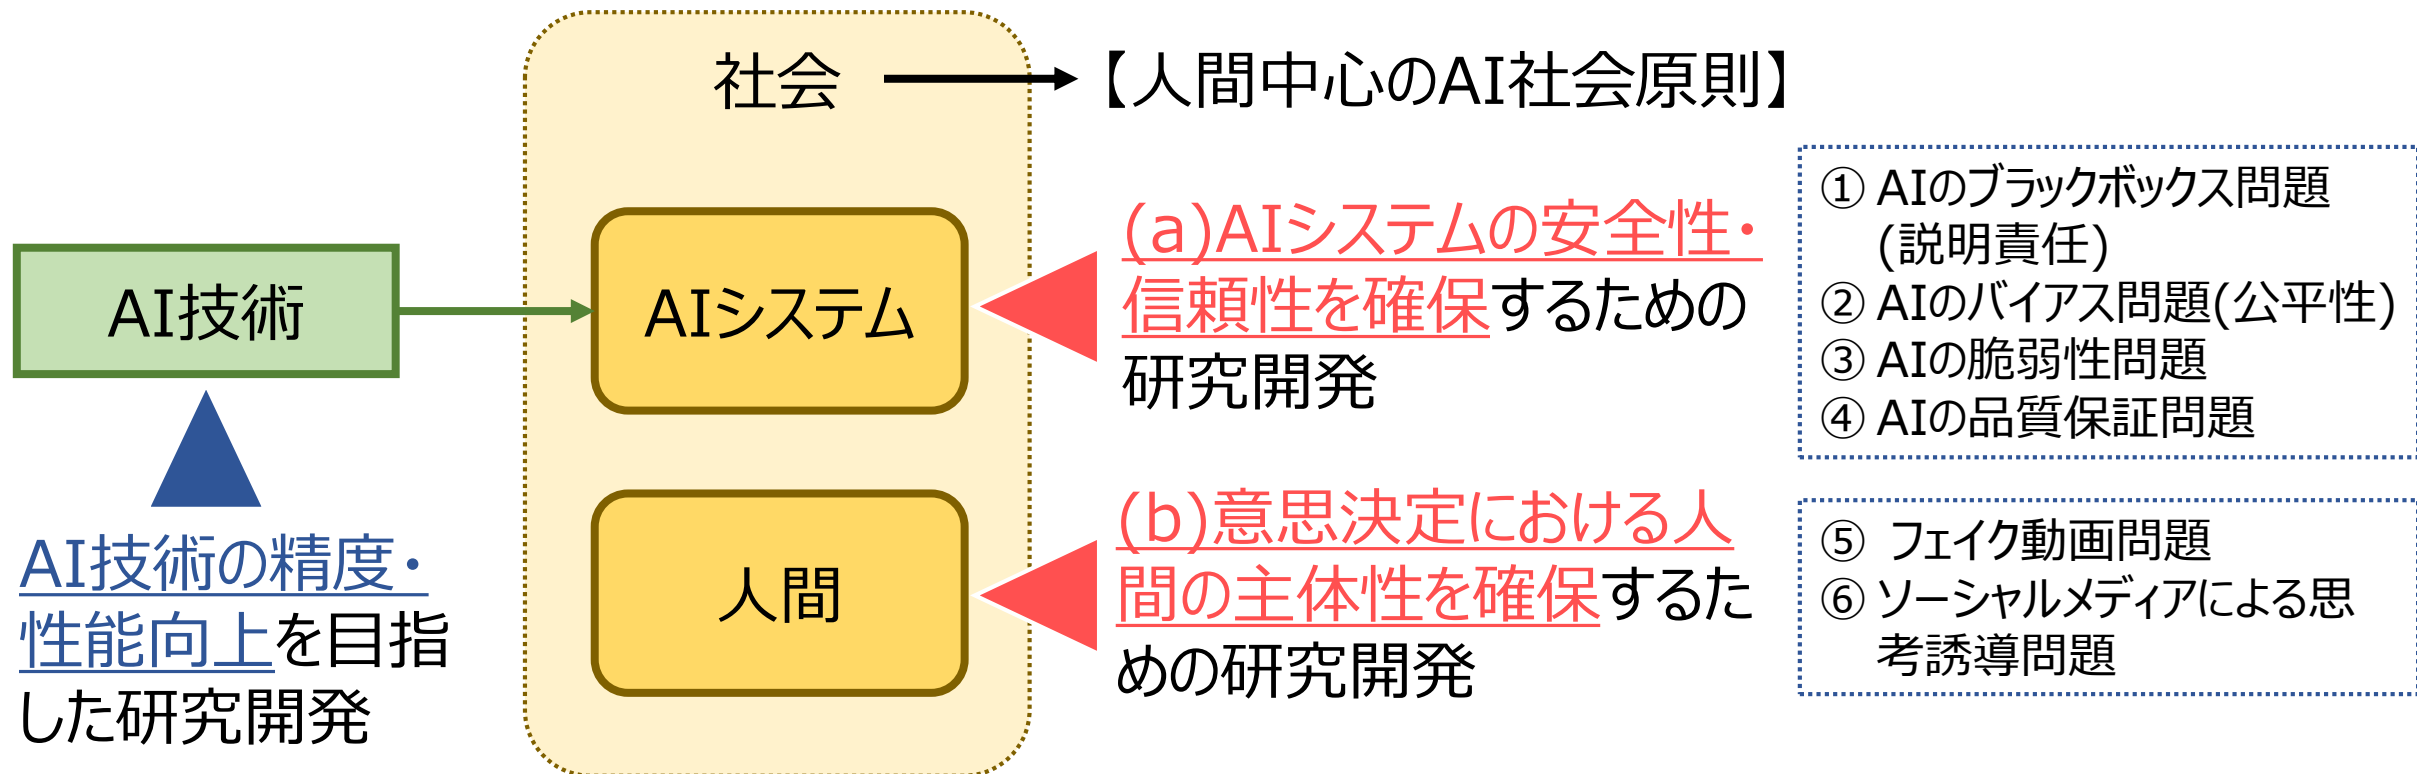 社会
【人間中心のAI社会原則】
AI技術
AIシステム
人間
AI技術の精度・
性能向上を目指
した研究開発
(a)AIシステムの安全性・
信頼性を確保するための
研究開発
① AIのブラックボックス問題
(説明責任)
② AIのバイアス問題(公平性)
③ AIの脆弱性問題
④ AIの品質保証問題
(b)意思決定における人
間の主体性を確保するた
めの研究開発
⑤ フェイク動画問題
⑥ ソーシャルメディアによる思
考誘導問題